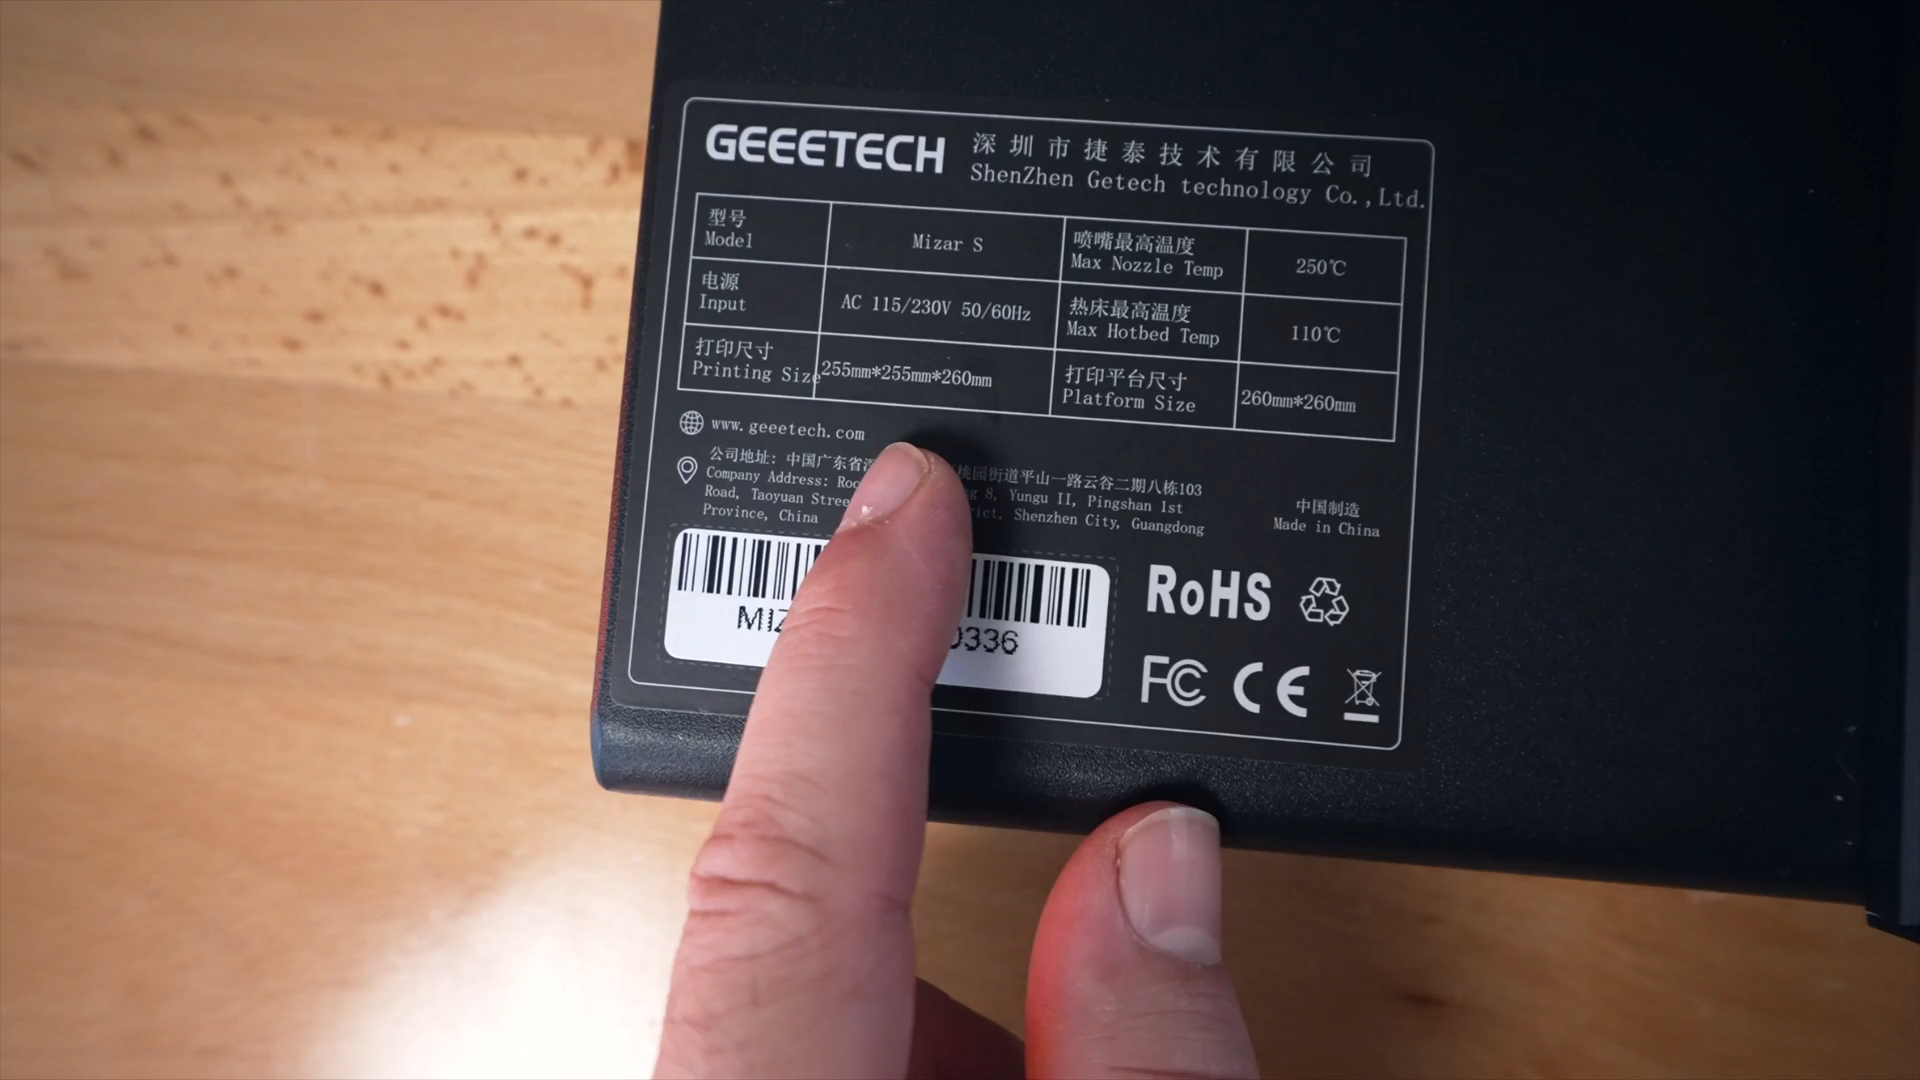 GEEETECH
深圳市捷泰技术有限公司
ShenZhen Getech technology Co.,Ltd.
型号
Model
Mizar S
喷嘴最高温度
Max Nozzle Temp
250℃
电源
Input
AC 115/230V 50/60Hz
热床最高温度
Max Hotbed Temp
110℃
打印尺寸
Printing Size
255mm*255mm*260mm
打印平台尺寸
Platform Size
260mm*260mm
www.geeetech.com
公司地址: 中国广东省 桃园街道平山一路云谷二期八栋103
Company Address: 8, Yungu II, Pingshan 1st
Road, Taoyuan Shenzhen City, Guangdong
Province, China
中国制造
Made in China
0336
RoHS
FC CE